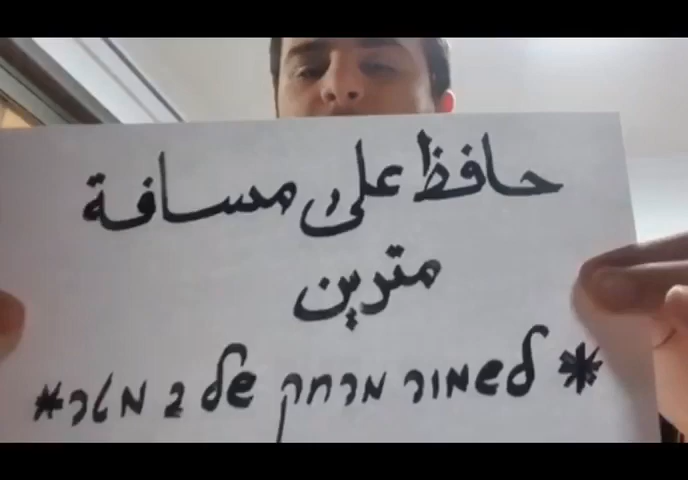 حافظ على مسافة
مترين
* לשמור מרחק של 2 מטר*